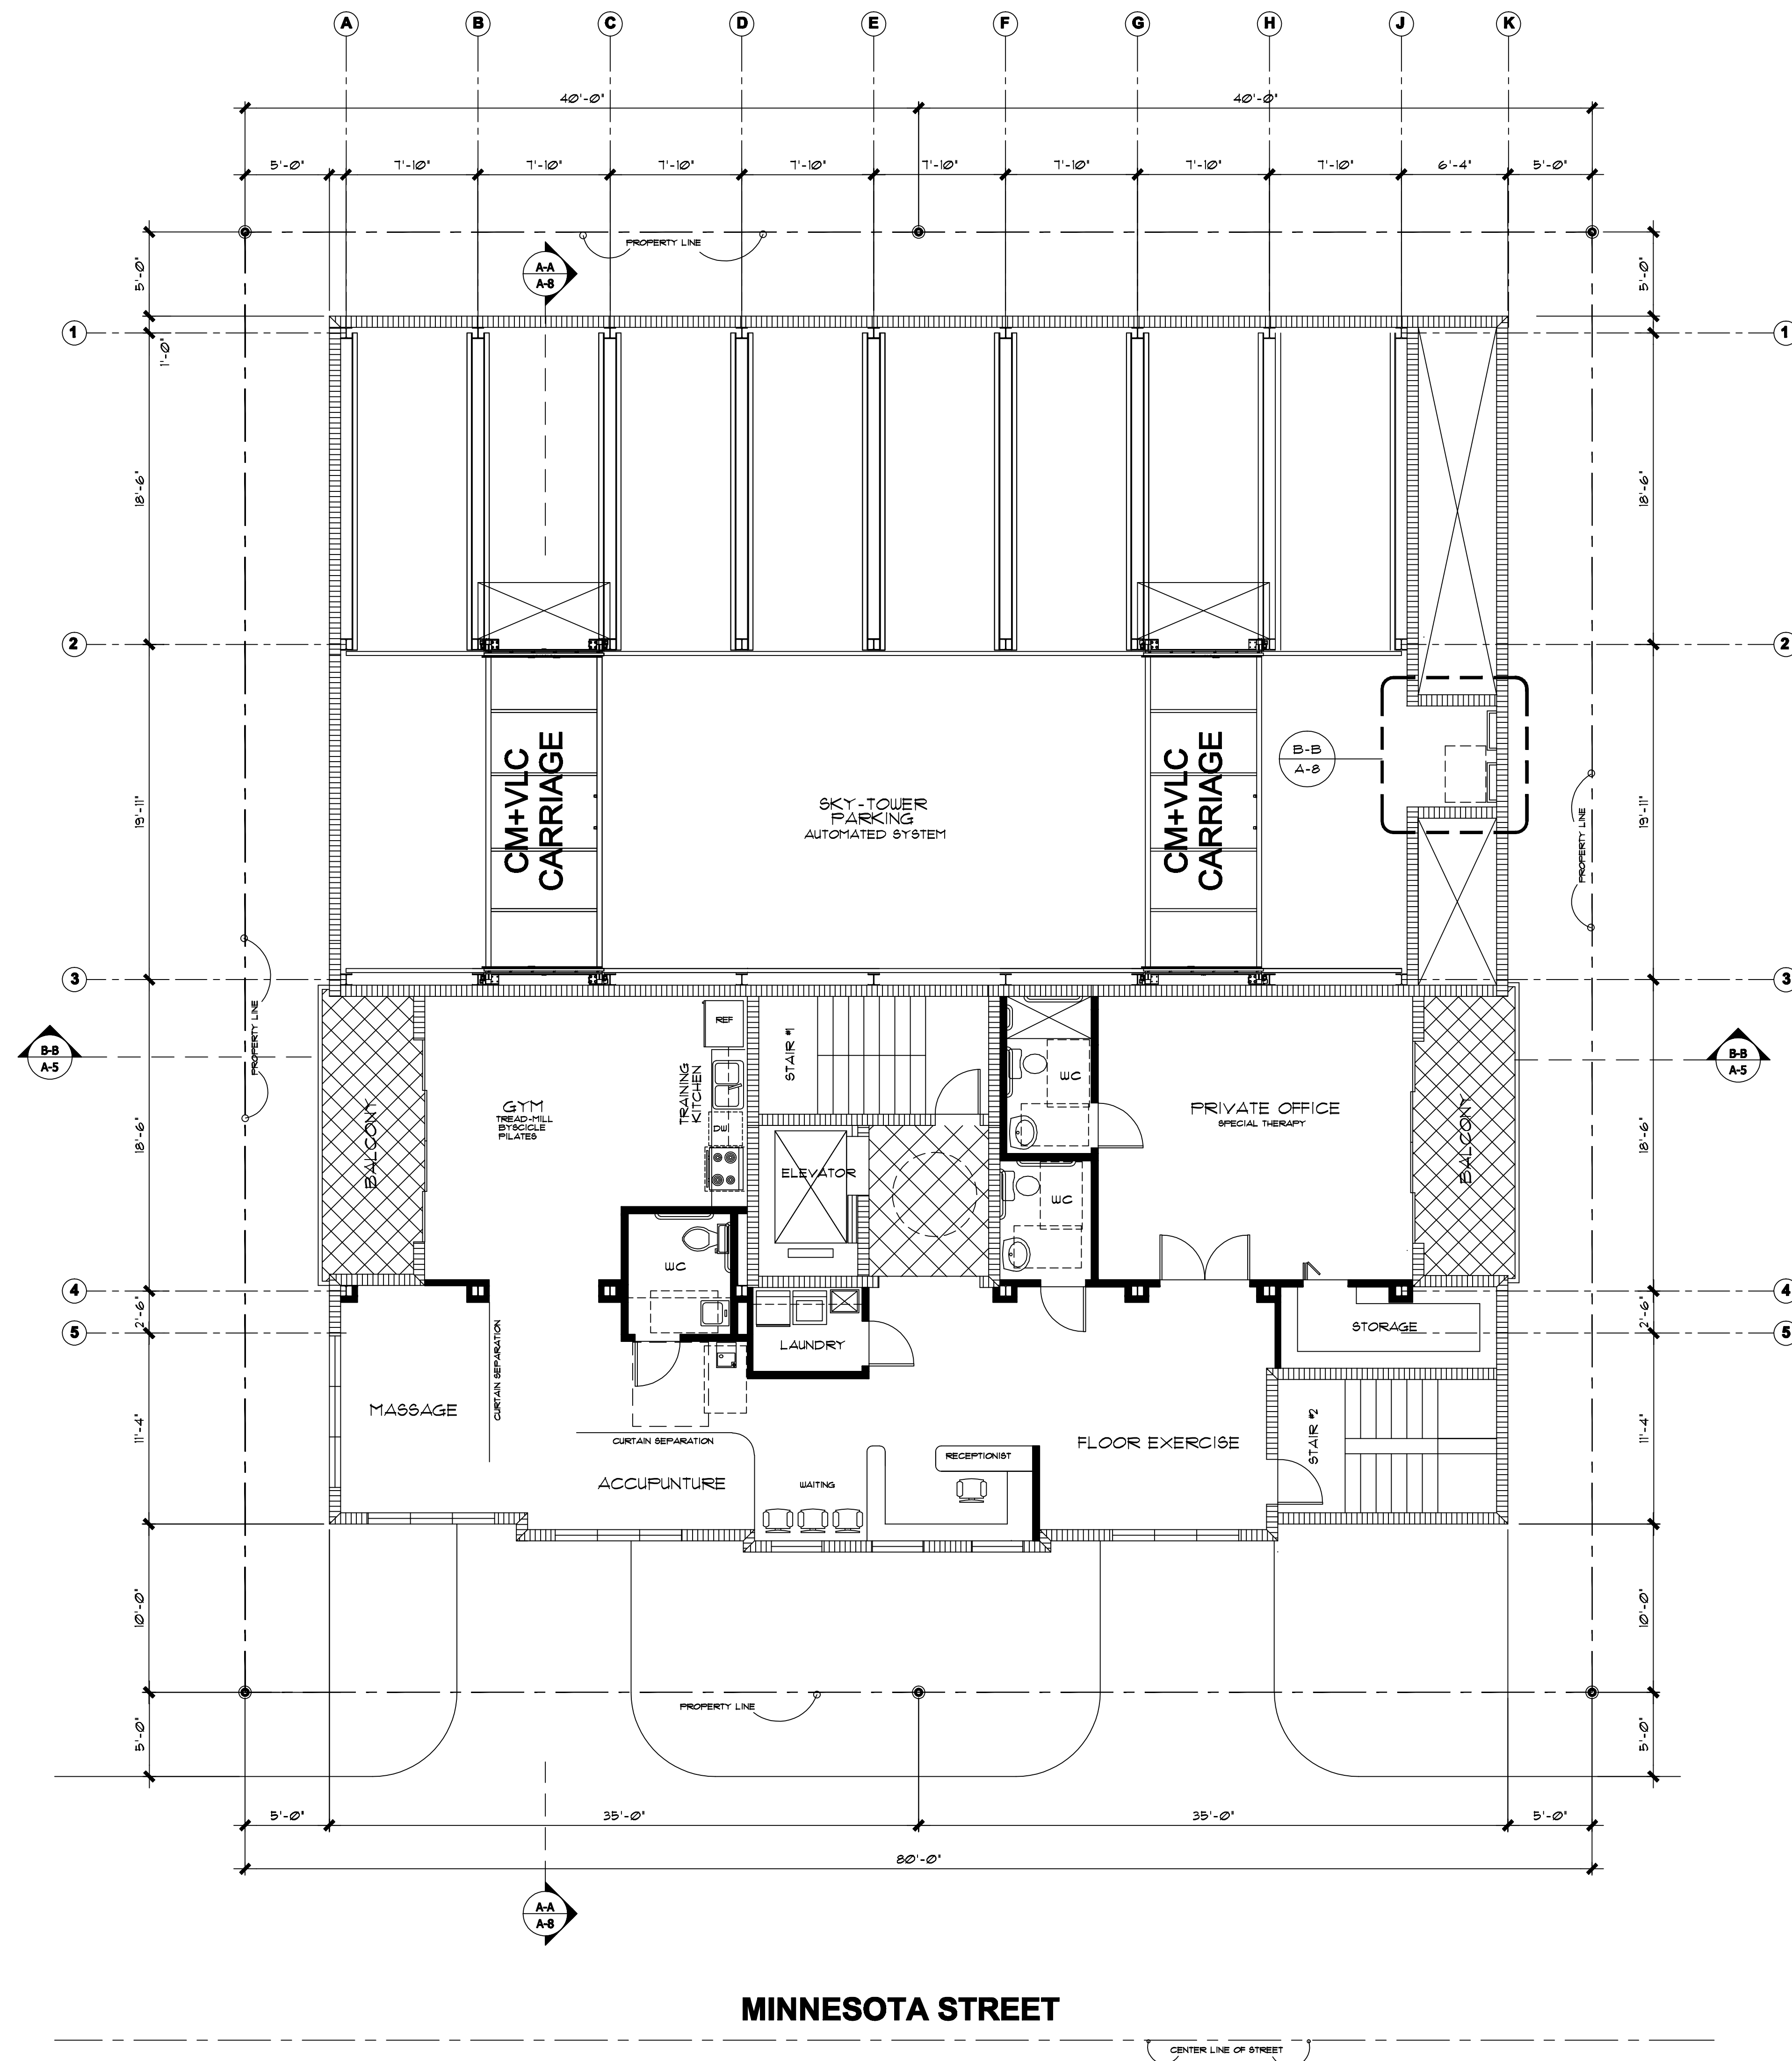 A B C D E F G H J K
40'-0" 40'-0"
5'-0" 7'-10" 7'-10" 7'-10" 7'-10" 7'-10" 7'-10" 7'-10" 7'-10" 6'-4" 5'-0"
PROPERTY LINE
A-A
A-8
5'-0" 5'-0"
1 1
1'-0"
18'-6" 18'-6"
2 2
CM+VLC
CARRIAGE
CM+VLC
CARRIAGE
B-B
A-8
SKY-TOWER
PARKING
AUTOMATED SYSTEM
19'-11" 19'-11"
PROPERTY LINE
3 3
PROPERTY LINE
B-B
A-5
B-B
A-5
REF
STAIR #1
TRAINING
KITCHEN
WC
GYM
TREAD-MILL
BYSCICLE
PILATES
DW
PRIVATE OFFICE
SPECIAL THERAPY
BALCONY
BALCONY
18'-6" 18'-6"
ELEVATOR
WC
WC
4 4
2'-6" 2'-6"
5 5
STORAGE
LAUNDRY
CURTAIN SEPARATION
MASSAGE
11'-4" 11'-4"
CURTAIN SEPARATION
FLOOR EXERCISE
STAIR #2
RECEPTIONIST
ACCUPUNTURE
WAITING
10'-0" 10'-0"
PROPERTY LINE
5'-0" 5'-0"
5'-0" 35'-0" 35'-0" 5'-0"
80'-0"
A-A
A-8
MINNESOTA STREET
CENTER LINE OF STREET